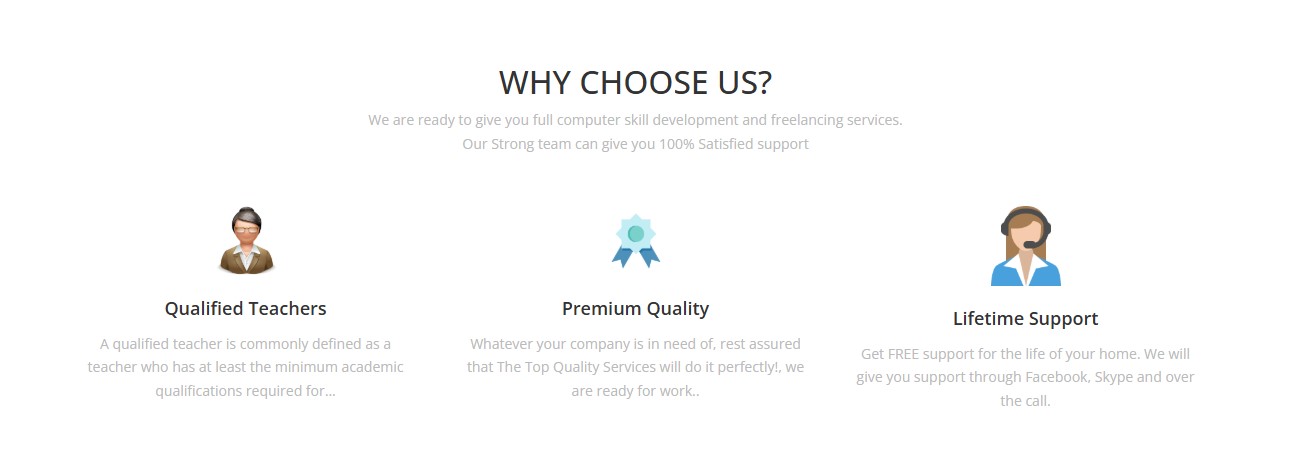 WHY CHOOSE US?
We are ready to give you full computer skill development and freelancing services.
Our Strong team can give you 100% Satisfied support
Qualified Teachers
A qualified teacher is commonly defined as a
teacher who has at least the minimum academic
qualifications required for...
Premium Quality
Whatever your company is in need of, rest assured
that The Top Quality Services will do it perfectly!, we
are ready for work..
Lifetime Support
Get FREE support for the life of your home. We will
give you support through Facebook, Skype and over
the call.